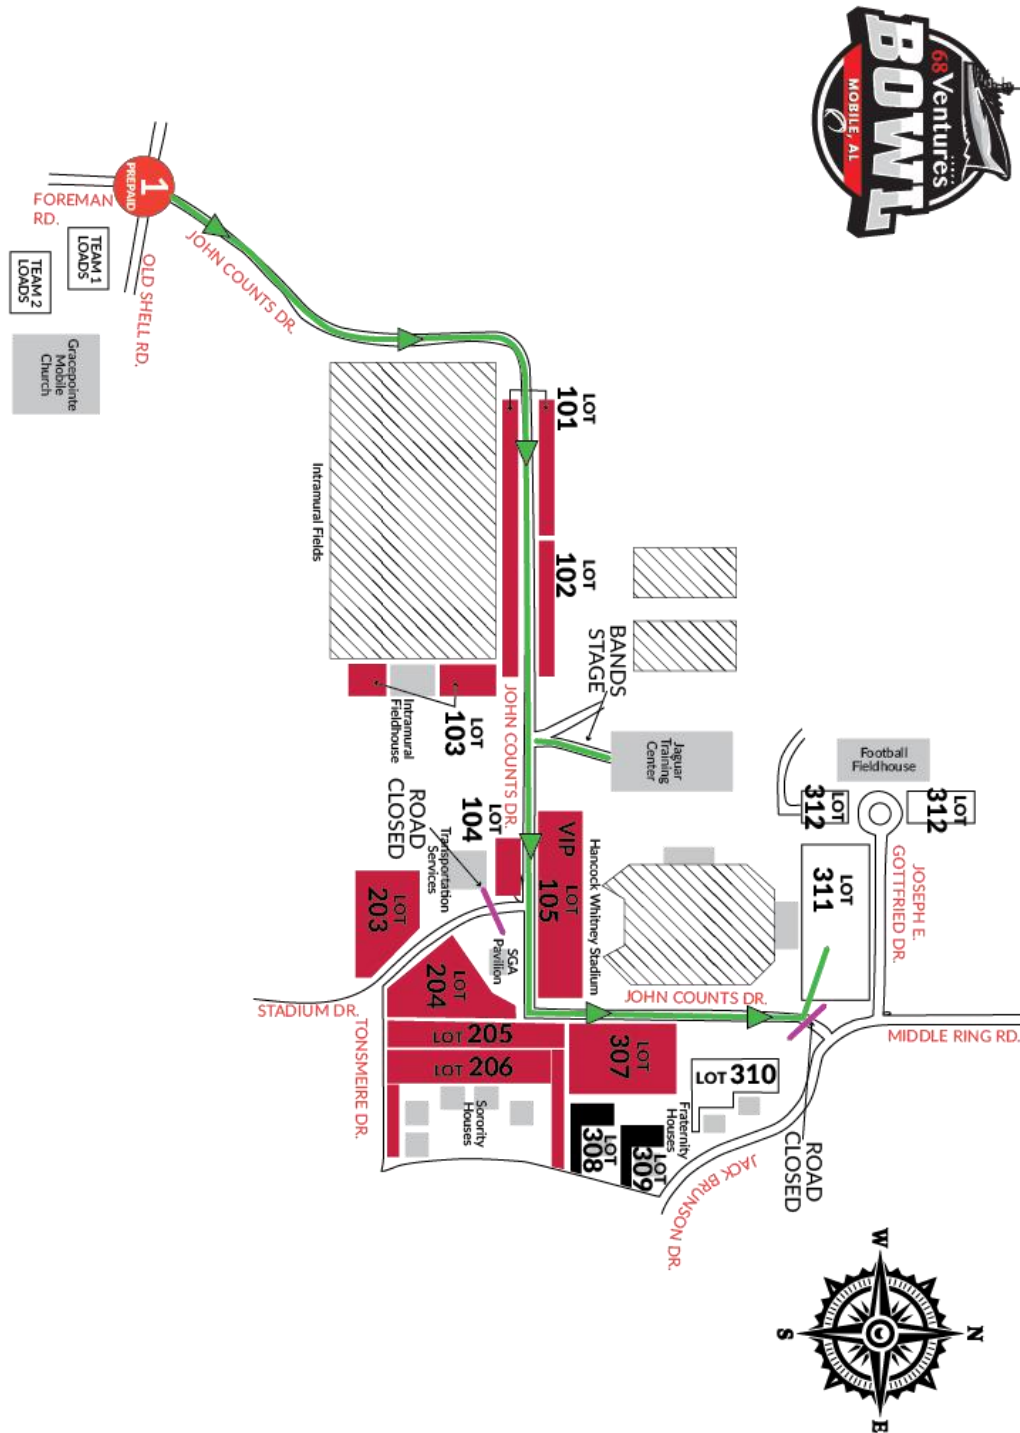 68 Ventures
BOWL
MOBILE, AL
1
PREPAID
FOREMAN
RD.
TEAM 1
LOADS
TEAM 2
LOADS
OLD SHELL RD.
JOHN COUNTS DR.
Gracepointe
Mobile
Church
Intramural Fields
LOT
101
LOT
102
BANDS
STAGE
LOT
103
Intramural
Fieldhouse
JOHN COUNTS DR.
Jaguar
Training
Center
Football
Fieldhouse
LOT
312
LOT
312
JOSEPH E.
GOTTFRIED DR.
LOT
311
ROAD
CLOSED
LOT
104
Transportation
Services
VIP
LOT
105
Hancock Whitney Stadium
LOT
203
SGA
Pavilion
LOT
204
STADIUM DR.
JOHN COUNTS DR.
MIDDLE RING RD.
TONSMEIRE DR.
LOT 205
LOT 206
LOT
307
LOT 310
Sorority
Houses
Fraternity
Houses
LOT
308
LOT
309
ROAD
CLOSED
JACK BRUNSON DR.
W
N
S
E